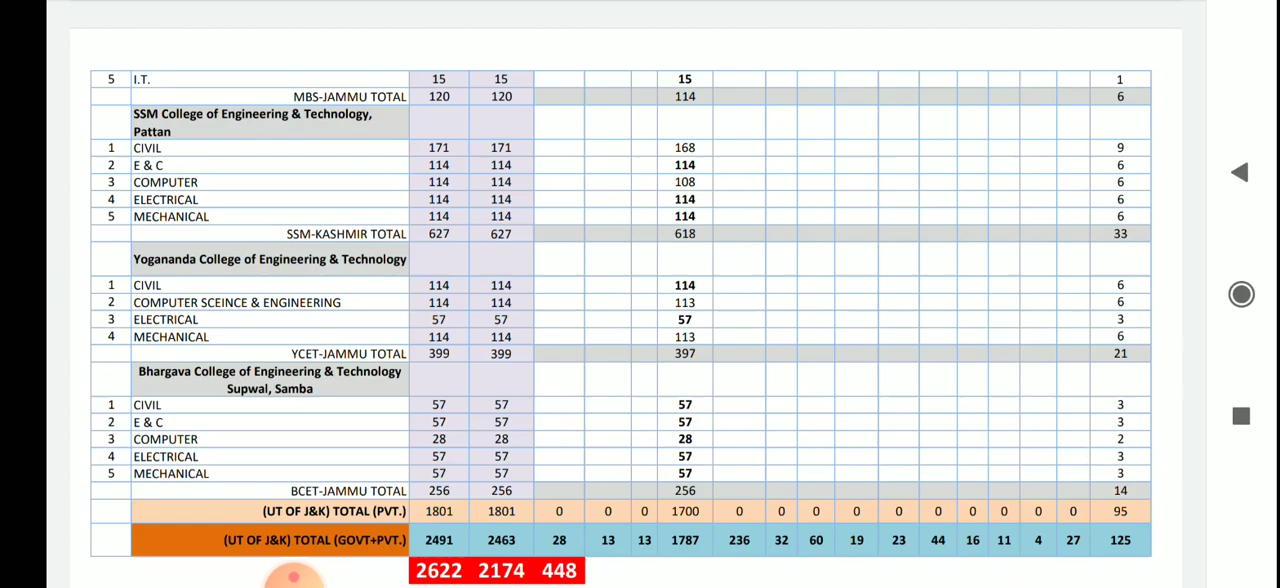 5 I.T. 15 15 15 1
MBS-JAMMU TOTAL 120 120 114 6
SSM College of Engineering & Technology,
Pattan
1 CIVIL 171 171 168 9
2 E & C 114 114 114 6
3 COMPUTER 114 114 108 6
4 ELECTRICAL 114 114 114 6
5 MECHANICAL 114 114 114 6
SSM-KASHMIR TOTAL 627 627 618 33
Yogananda College of Engineering & Technology
1 CIVIL 114 114 114 6
2 COMPUTER SCEINCE & ENGINEERING 114 114 113 6
3 ELECTRICAL 57 57 57 3
4 MECHANICAL 114 114 113 6
YCET-JAMMU TOTAL 399 399 397 21
Bhargava College of Engineering & Technology
Supwal, Samba
1 CIVIL 57 57 57 3
2 E & C 57 57 57 3
3 COMPUTER 28 28 28 2
4 ELECTRICAL 57 57 57 3
5 MECHANICAL 57 57 57 3
BCET-JAMMU TOTAL 256 256 256 14
(UT OF J&K) TOTAL (PVT.) 1801 1801 0 0 0 1700 0 0 0 0 0 0 0 0 0 0 95
(UT OF J&K) TOTAL (GOVT+PVT.) 2491 2463 28 13 13 1787 236 32 60 19 23 44 16 11 4 27 125
2622 2174 448